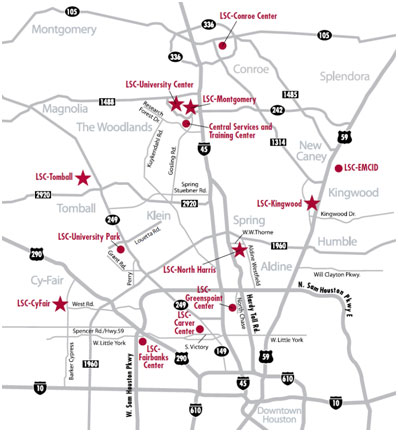 105
LSC-Conroe Center
Montgomery
336
105
336
Conroe
Splendora
LSC-University Center
1485
Magnolia
1488
LSC-Montgomery
Research
Forest Dr.
242
59
The Woodlands
Central Services and
Training Center
Kuykendahl Rd.
Gosling Rd.
45
1314
New
Caney
LSC-EMCID
LSC-Tomball
Spring
Stuebner Rd.
Kingwood
2920
2920
LSC-Kingwood
Tomball
Klein
Spring
Kingwood Dr.
249
Louetta Rd.
W.W.Thorne
LSC-University Park
1960
Humble
290
Grant Rd.
Perry
LSC-North Harris
Aldine Westfield
Aldine
Will Clayton Pkwy.
Cy-Fair
LSC-
Greenspoint
Center
N. Sam Houston Pkwy E
LSC-CyFair
West Rd.
249
North Chase
Hardy Toll Rd.
Spencer Rd./Hwy.59
LSC-
Carver
Center
W. Little York
W. Little York
S. Victory
59
Barker Cypress
1960
W. Sam Houston Pkwy
LSC-
Fairbanks
Center
290
149
45
610
10
10
610
Downtown
Houston